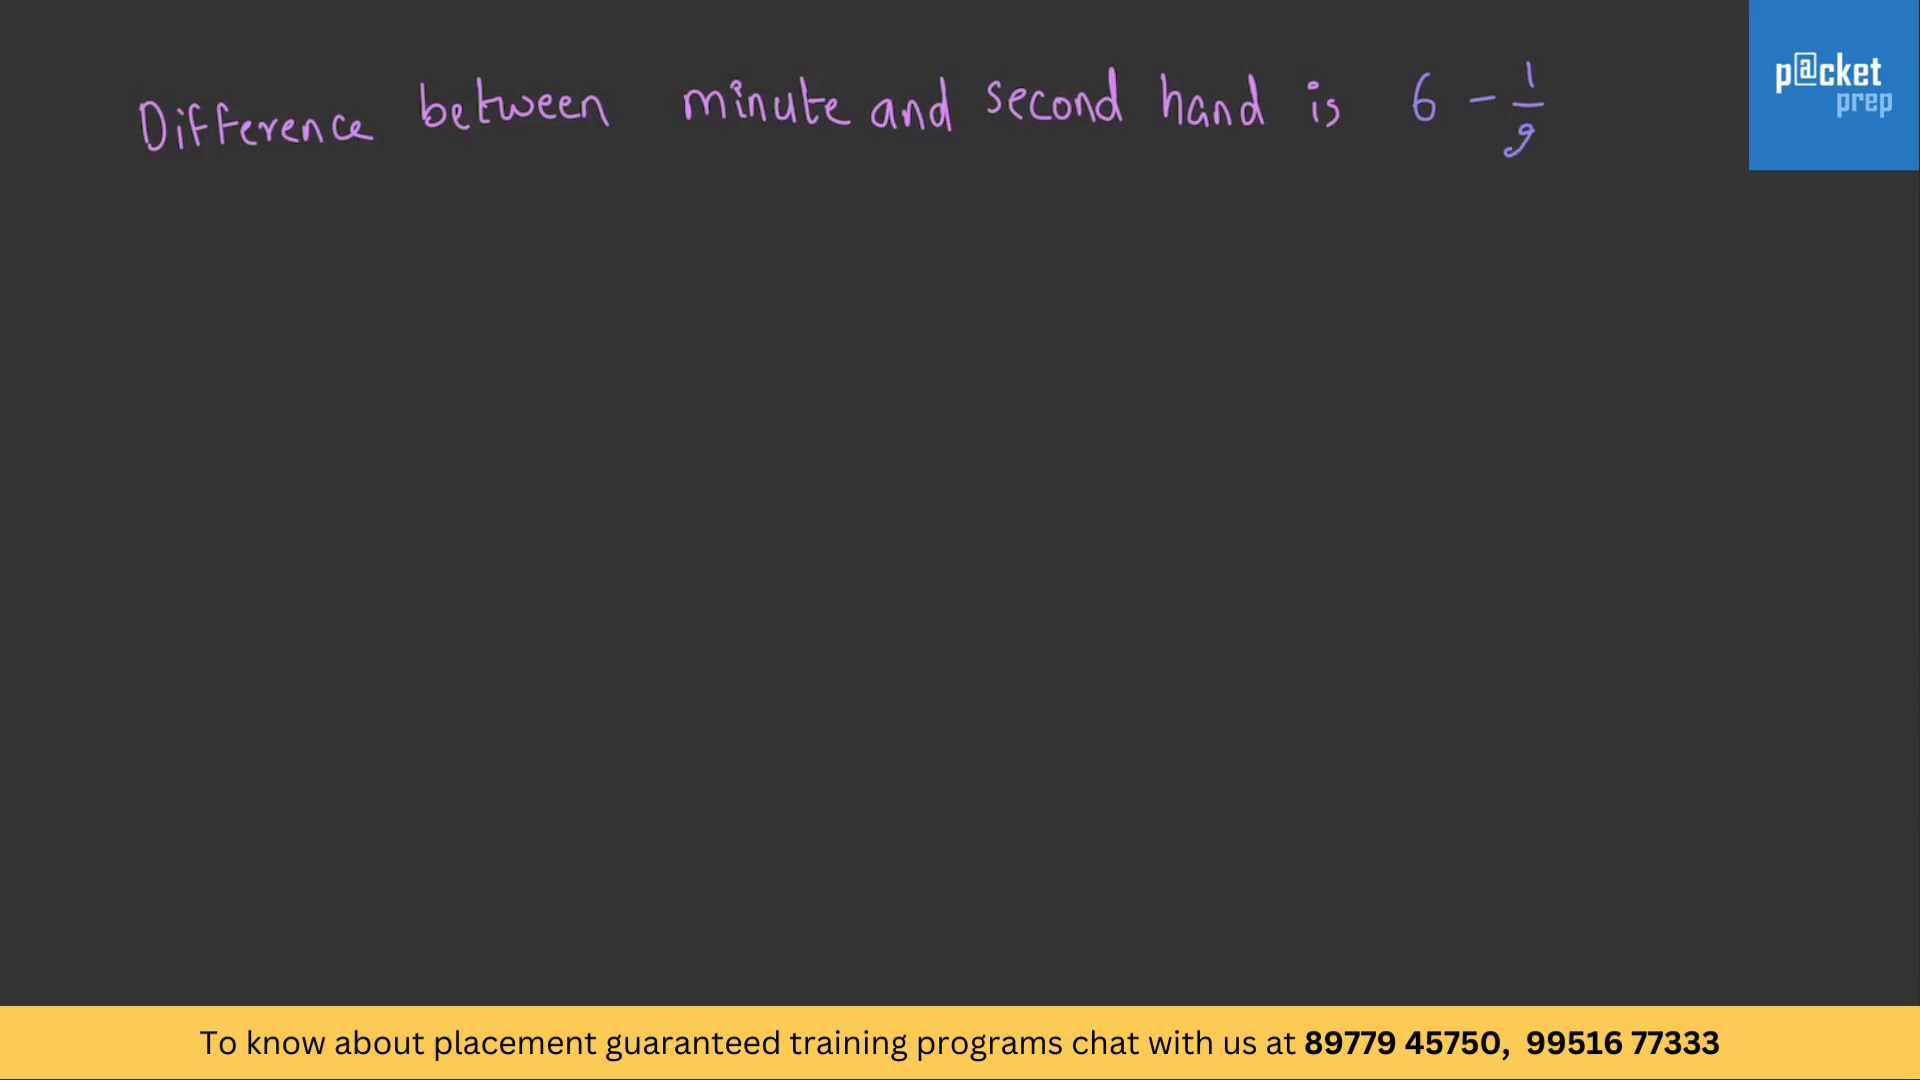 Difference between minute and second hand is 6 - 1/2
p@cket
prep
To know about placement guaranteed training programs chat with us at 89779 45750, 99516 77333